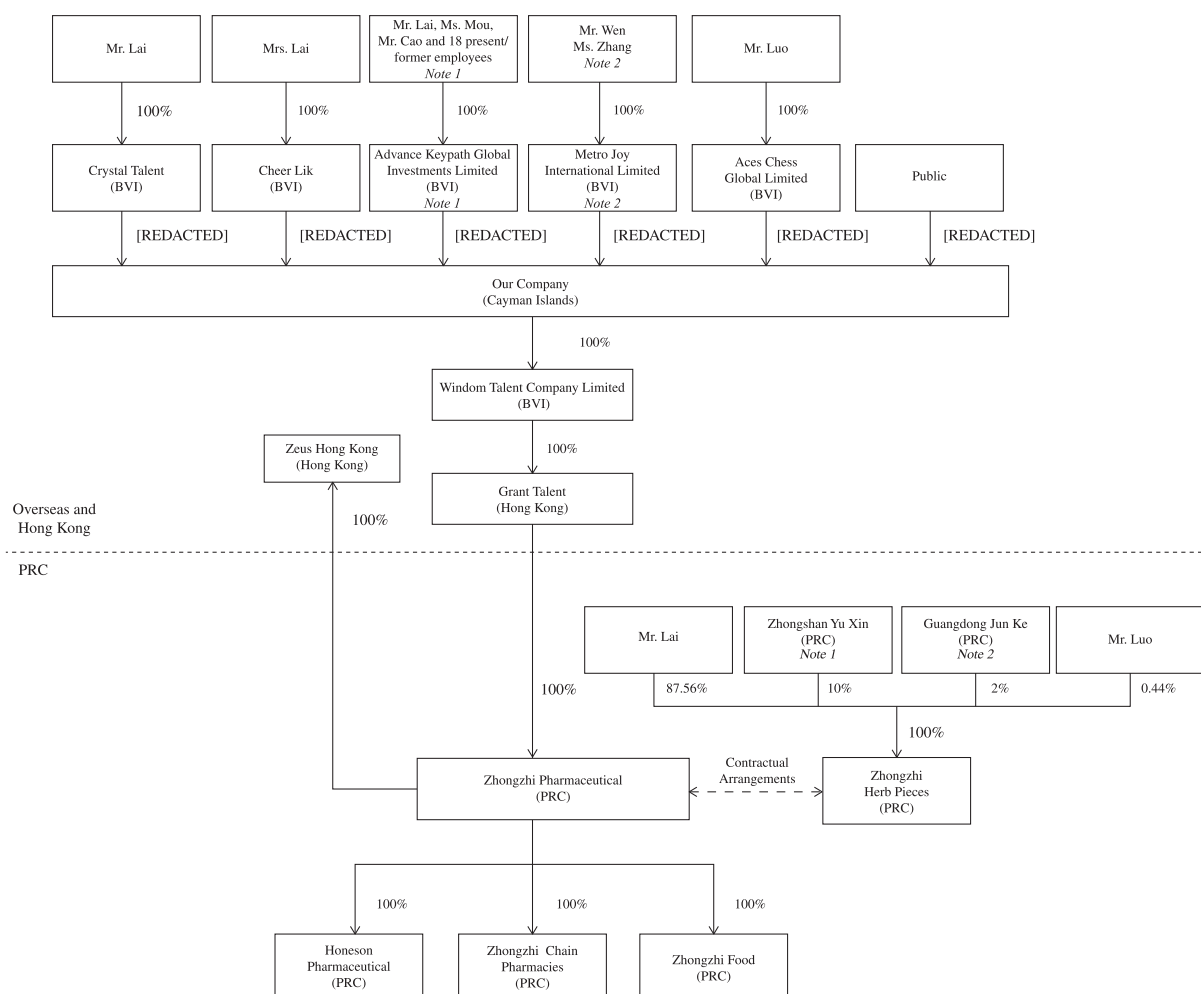 Mr. Lai
Mrs. Lai
Mr. Lai, Ms. Mou,
Mr. Cao and 18 present/
former employees
Note 1
Mr. Wen
Ms. Zhang
Note 2
Mr. Luo
100%
100%
100%
100%
100%
Crystal Talent
(BVI)
Cheer Lik
(BVI)
Advance Keypath Global
Investments Limited
(BVI)
Note 1
Metro Joy
International Limited
(BVI)
Note 2
Aces Chess
Global Limited
(BVI)
Public
[REDACTED]
[REDACTED]
[REDACTED]
[REDACTED]
[REDACTED]
[REDACTED]
Our Company
(Cayman Islands)
100%
Windom Talent Company Limited
(BVI)
100%
Zeus Hong Kong
(Hong Kong)
Grant Talent
(Hong Kong)
Overseas and
Hong Kong
100%
PRC
Mr. Lai
Zhongshan Yu Xin
(PRC)
Note 1
Guangdong Jun Ke
(PRC)
Note 2
Mr. Luo
100%
87.56%
10%
2%
0.44%
100%
Zhongzhi Pharmaceutical
(PRC)
Contractual
Arrangements
Zhongzhi
Herb Pieces
(PRC)
100%
100%
100%
Honeson
Pharmaceutical
(PRC)
Zhongzhi Chain
Pharmacies
(PRC)
Zhongzhi Food
(PRC)